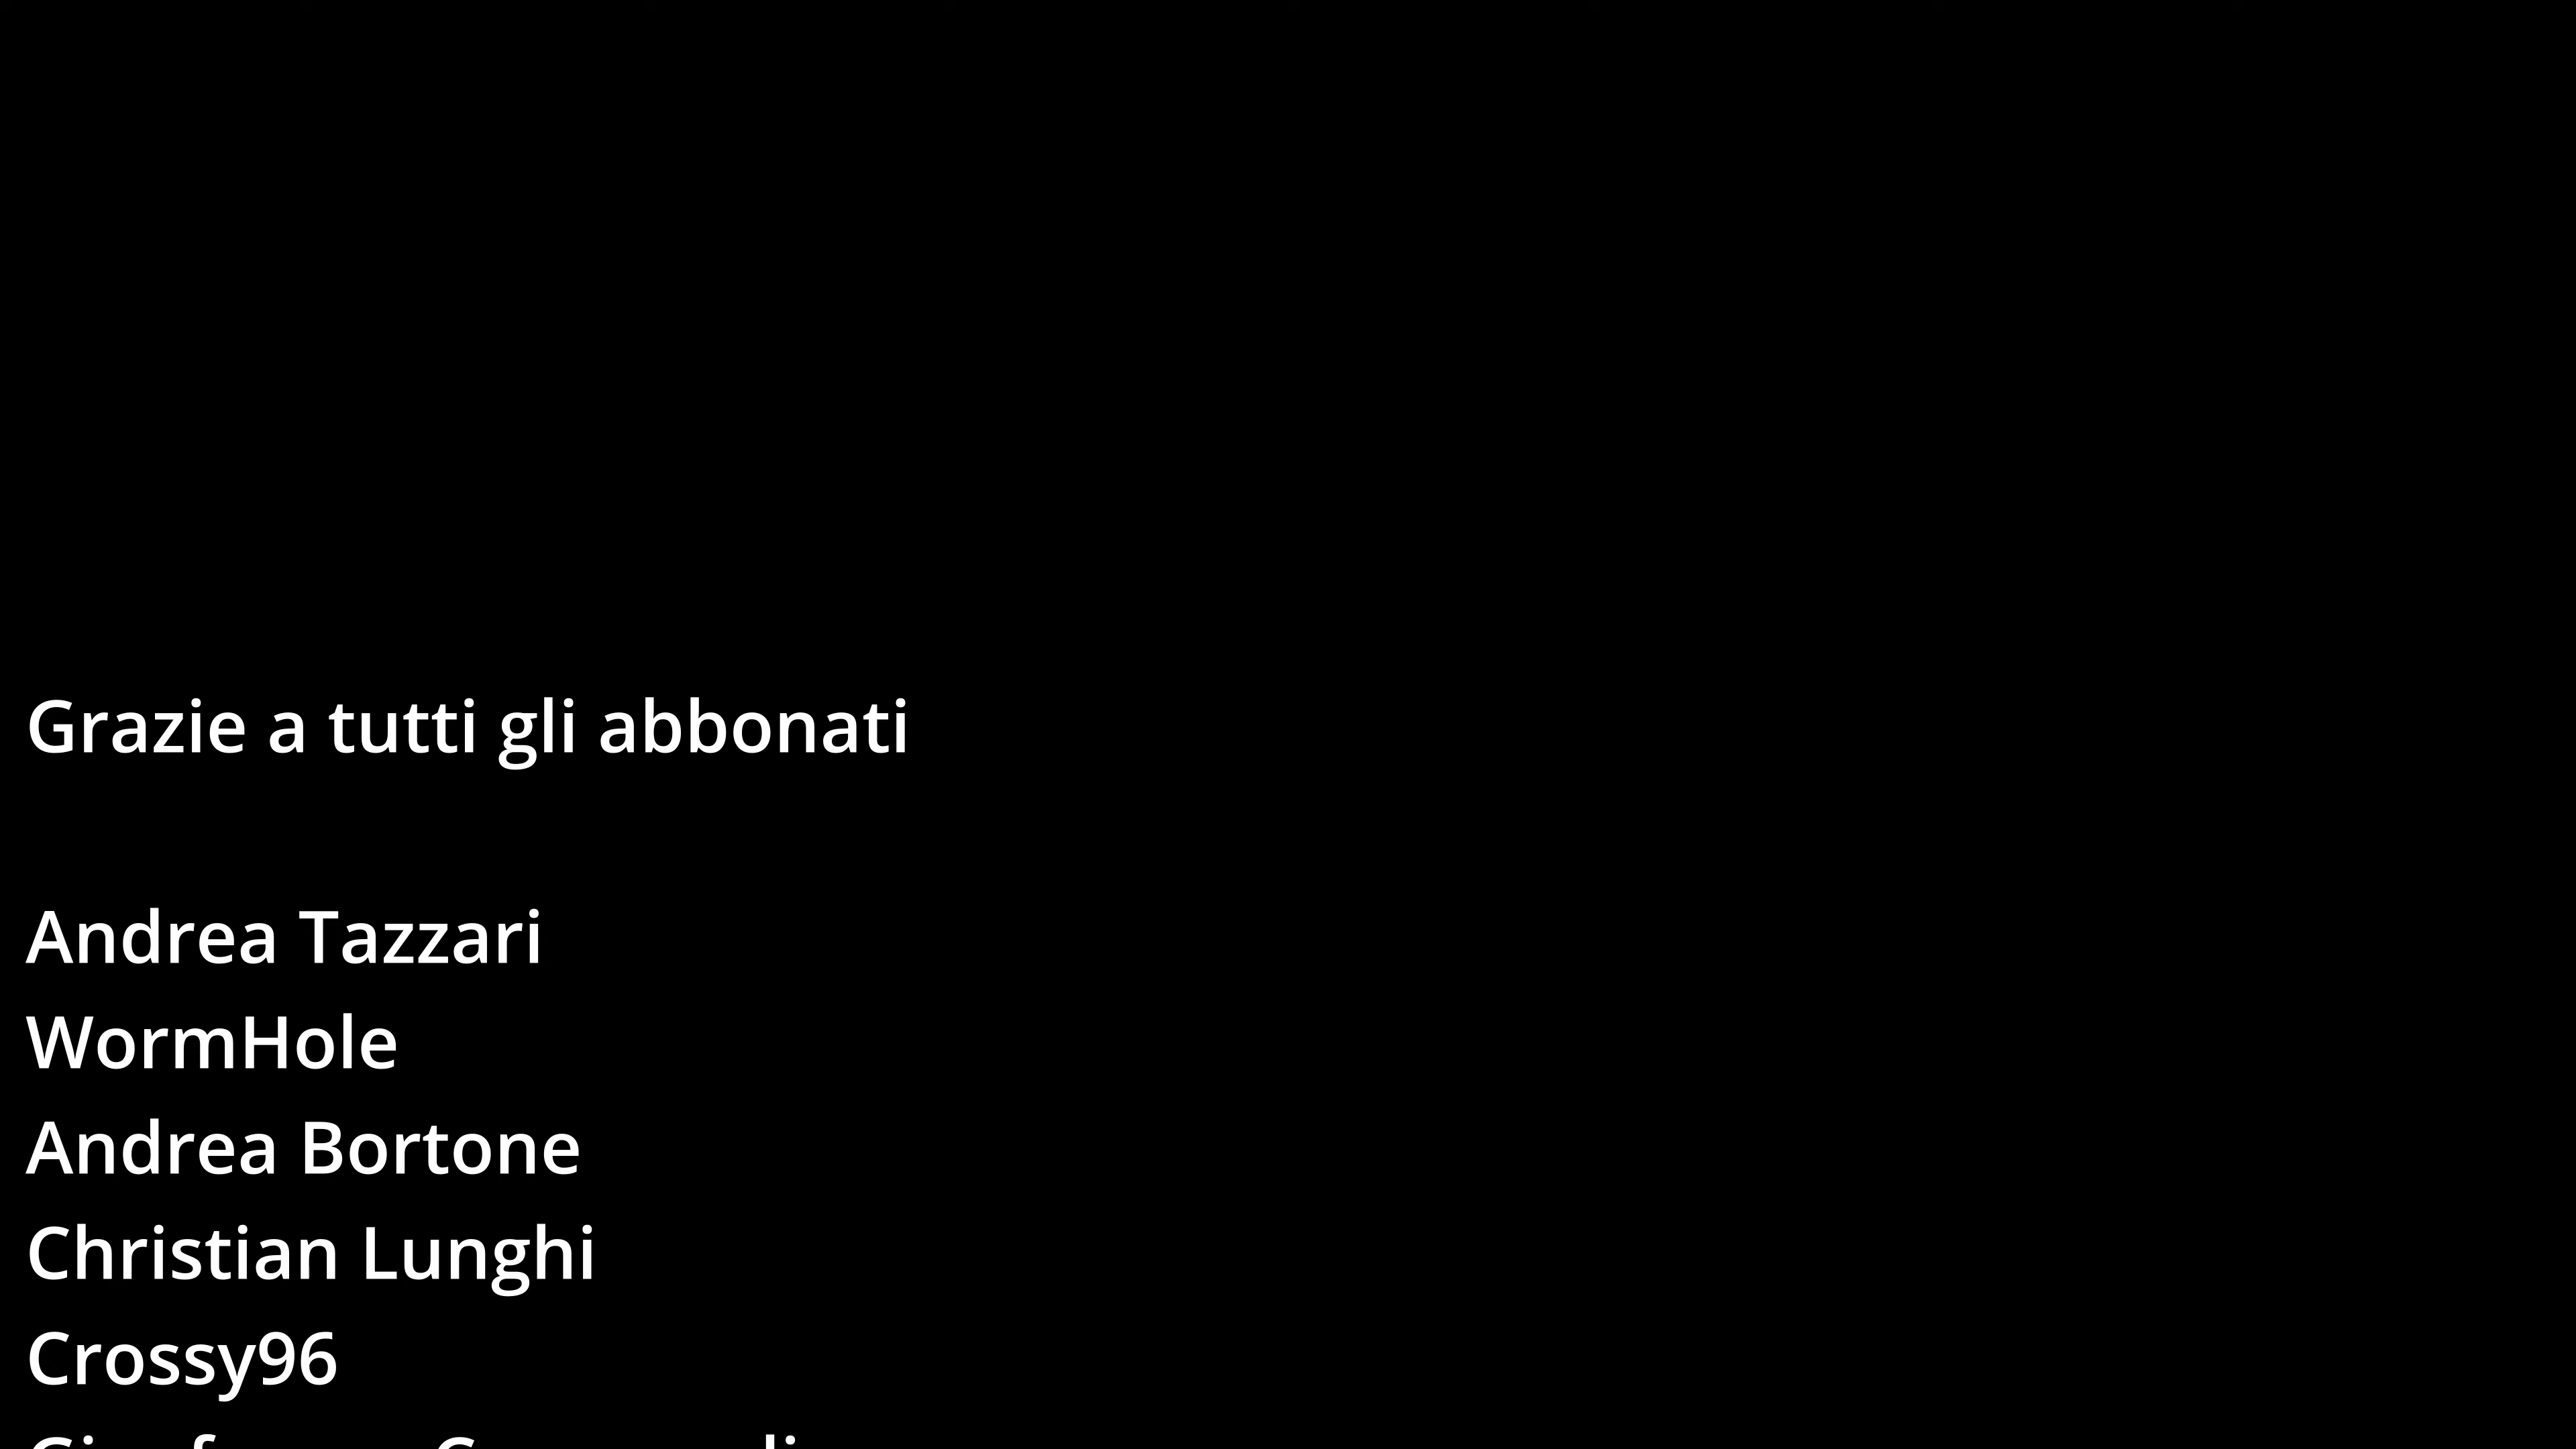 Grazie a tutti gli abbonati
Andrea Tazzari
WormHole
Andrea Bortone
Christian Lunghi
Crossy96